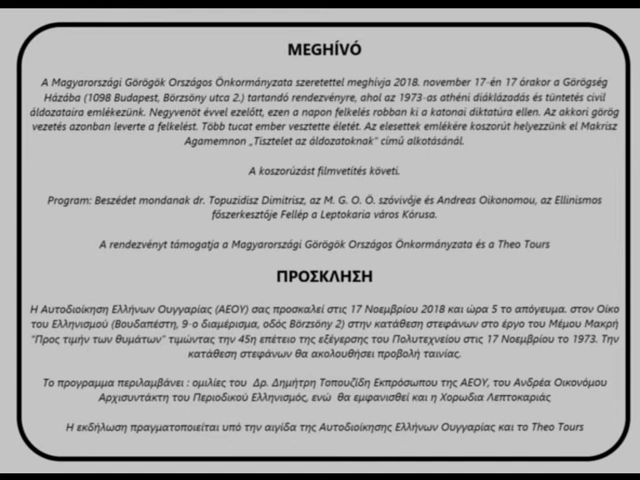 MEGHÍVÓ
A Magyarországi Görögök Országos Önkormányzata szeretettel meghívja 2018. november 17-én 17 órakor a Görögség
Házába (1098 Budapest, Börzsöny utca 2.) tartandó rendezvényre, ahol az 1973-as athéni diáklázadás és tüntetés civil
áldozataira emlékezünk. Negyvenöt évvel ezelőtt, ezen a napon felkelés robban ki a katonai diktatúra ellen. Az akkori görög
vezetés azonban leverte a felkelést. Több tucat ember vesztette életét. Az elesettek emlékére koszorút helyezzünk el Makrisz
Agamemnon „Tisztelet az áldozatoknak" című alkotásánál.
A koszorúzást filmvetítés követi.
Program: Beszédet mondanak dr. Topuzidisz Dimitrisz, az M. G. O. Ö. szóvivője és Andreas Oikonomou, az Ellinismos
főszerkesztője Fellép a Leptokaria város Kórusa.
A rendezvényt támogatja a Magyarországi Görögök Országos Önkormányzata és a Theo Tours
ΠΡΟΣΚΛΗΣΗ
Η Αυτοδιοίκηση Ελλήνων Ουγγαρίας (ΑΕΟΥ) σας προσκαλεί στις 17 Νοεμβρίου 2018 και ώρα 5 το απόγευμα. στον Οίκο
του Ελληνισμού (Βουδαπέστη, 9-ο διαμέρισμα, οδός Börzsöny 2) στην κατάθεση στεφάνων στο έργο του Μέμου Μακρή
"Προς τιμήν των θυμάτων" τιμώντας την 45η επέτειο της εξέγερσης του Πολυτεχνείου στις 17 Νοεμβρίου το 1973. Την
κατάθεση στεφάνων θα ακολουθήσει προβολή ταινίας.
Το προγραμμα περιλαμβάνει : ομιλίες του Δρ. Δημήτρη Τοπουζίδη Εκπρόσωπου της ΑΕΟΥ, του Ανδρέα Οικονόμου
Αρχισυντάκτη του Περιοδικού Ελληνισμός, ενώ θα εμφανισθεί και η Χορωδια Λεπτοκαριάς
Η εκδήλωση πραγματοποιείται υπό την αιγίδα της Αυτοδιοίκησης Ελλήνων Ουγγαρίας και το Theo Tours